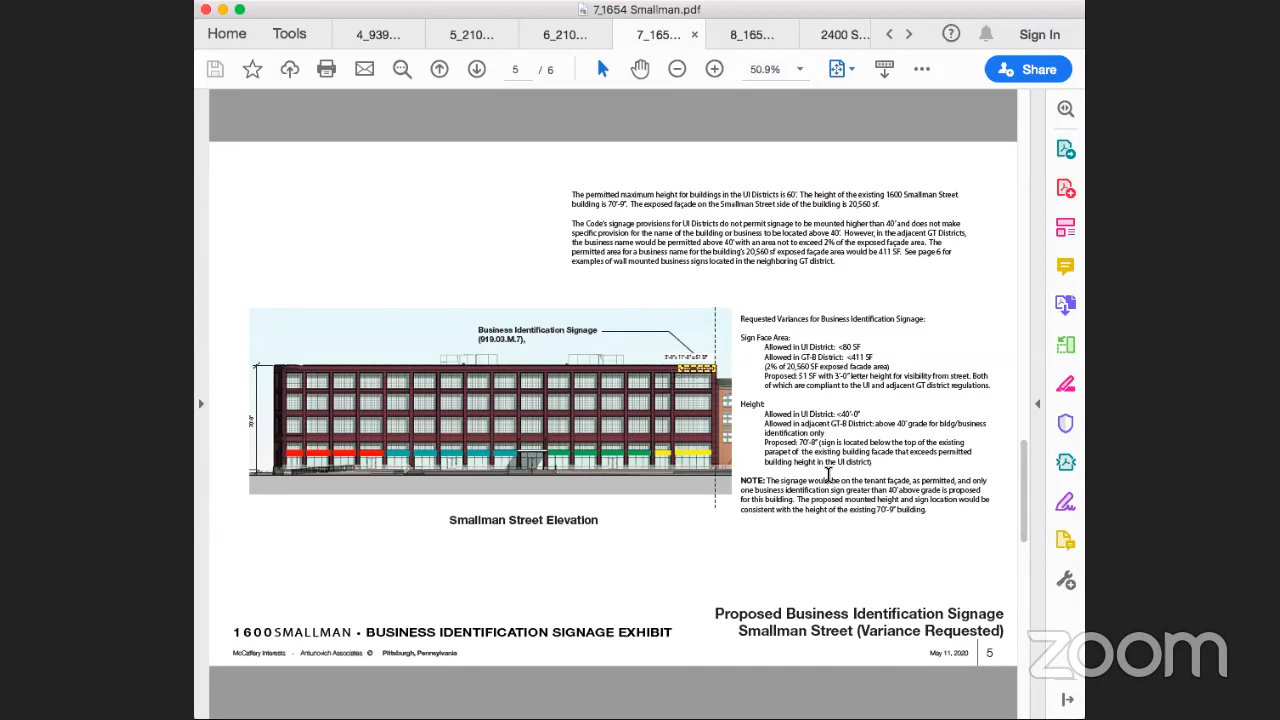 7_1654 Smallman.pdf
Home Tools 4_939... 5_210... 6_210... 7_165... × 8_165... 2400 S... Sign In
5 / 6 50.9% Share
The permitted maximum height for buildings in the UI Districts is 60'. The height of the existing 1600 Smallman Street
building is 70'-9". The exposed façade on the Smallman Street side of the building is 20,560 sf.
The Code's signage provisions for UI Districts do not permit signage to be mounted higher than 40' and does not make
specific provision for the name of the building or business to be located above 40'. However, in the adjacent GT Districts,
the business name would be permitted above 40' with an area not to exceed 2% of the exposed façade area. The
permitted area for a business name for the building's 20,560 sf exposed façade area would be 411 SF. See page 6 for
examples of wall mounted business signs located in the neighboring GT district.
Business Identification Signage
(919.03.M.7),
70'-9"
Smallman Street Elevation
Requested Variances for Business Identification Signage:
Sign Face Area:
Allowed in UI District: <80 SF
Allowed in GT-B District: <411 SF
(2% of 20,560 SF exposed facade area)
Proposed: 51 SF with 3'-0" letter height for visibility from street. Both
of which are compliant to the UI and adjacent GT district regulations.
Height:
Allowed in UI District: <40'-0"
Allowed in adjacent GT-B District: above 40' grade for bldg/business
identification only
Proposed: 70'-8" (sign is located below the top of the existing
parapet of the existing building facade that exceeds permitted
building height in the UI district)
NOTE: The signage would be on the tenant façade, as permitted, and only
one business identification sign greater than 40' above grade is proposed
for this building. The proposed mounted height and sign location would be
consistent with the height of the existing 70'-9" building.
Proposed Business Identification Signage
Smallman Street (Variance Requested)
1600SMALLMAN • BUSINESS IDENTIFICATION SIGNAGE EXHIBIT
McCaffery Interests - Antunovich Associates © Pittsburgh, Pennsylvania
May 11, 2020 5
zoom